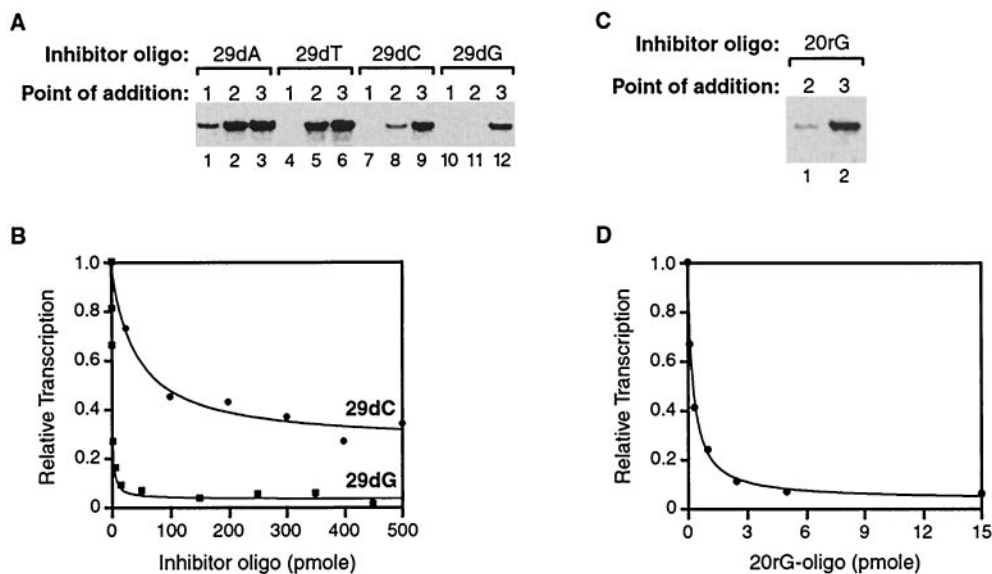 A
Inhibitor oligo: 29dA 29dT 29dC 29dG
Point of addition: 1 2 3 1 2 3 1 2 3 1 2 3
1 2 3 4 5 6 7 8 9 10 11 12
C
Inhibitor oligo: 20rG
Point of addition: 2 3
1 2
B
Relative Transcription
1.0
0.8
0.6
0.4
0.2
0
29dC
29dG
0 100 200 300 400 500
Inhibitor oligo (pmole)
D
Relative Transcription
1.0
0.8
0.6
0.4
0.2
0
0 3 6 9 12 15
20rG-oligo (pmole)